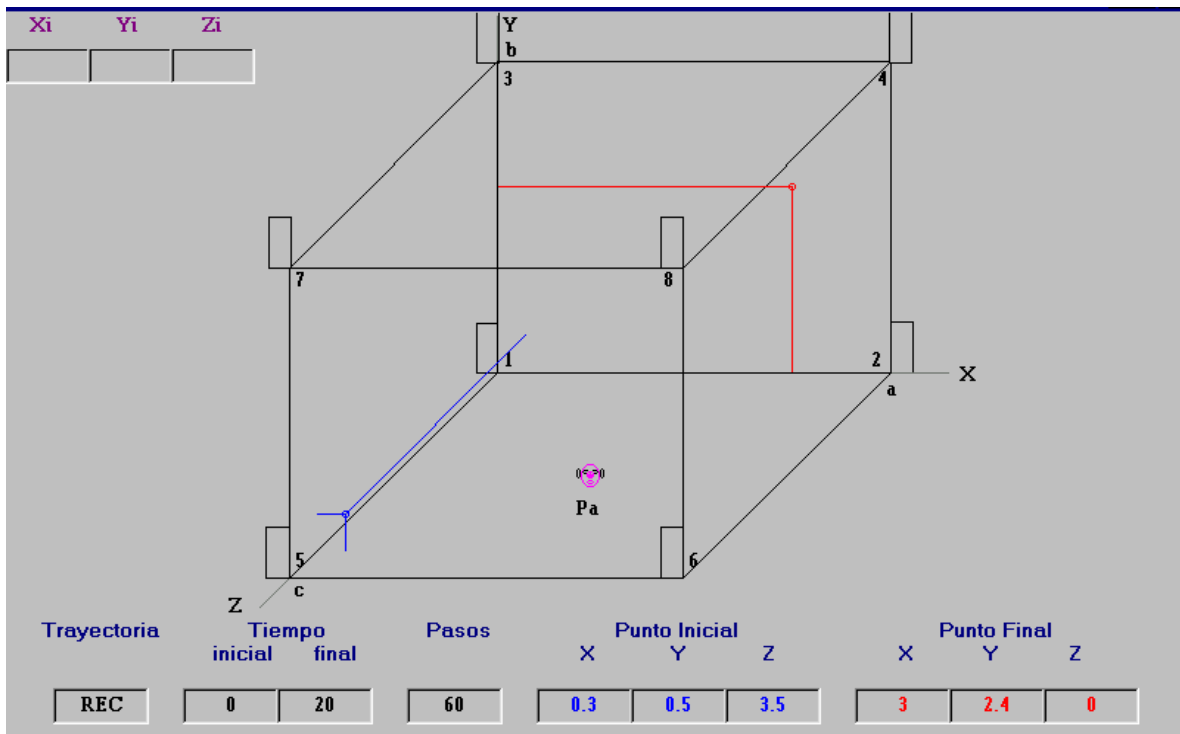 Xi Yi Zi
Y
b
3 4
7 8
1 2
X
a
Pa
5 6
c
Z
Trayectoria Tiempo Pasos Punto Inicial Punto Final
inicial final X Y Z X Y Z
REC 0 20 60 0.3 0.5 3.5 3 2.4 0